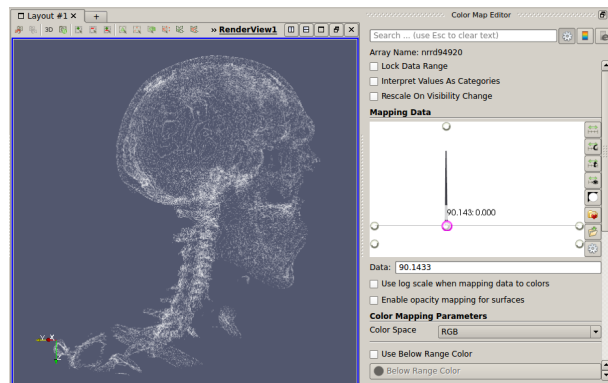 Layout #1 ×
+
3D
» RenderView1
Y X
Z
Color Map Editor
Search ... (use Esc to clear text)
Array Name: nrrd94920
Lock Data Range
Interpret Values As Categories
Rescale On Visibility Change
Mapping Data
90.143: 0.000
Data: 90.1433
Use log scale when mapping data to colors
Enable opacity mapping for surfaces
Color Mapping Parameters
Color Space RGB
Use Below Range Color
Below Range Color